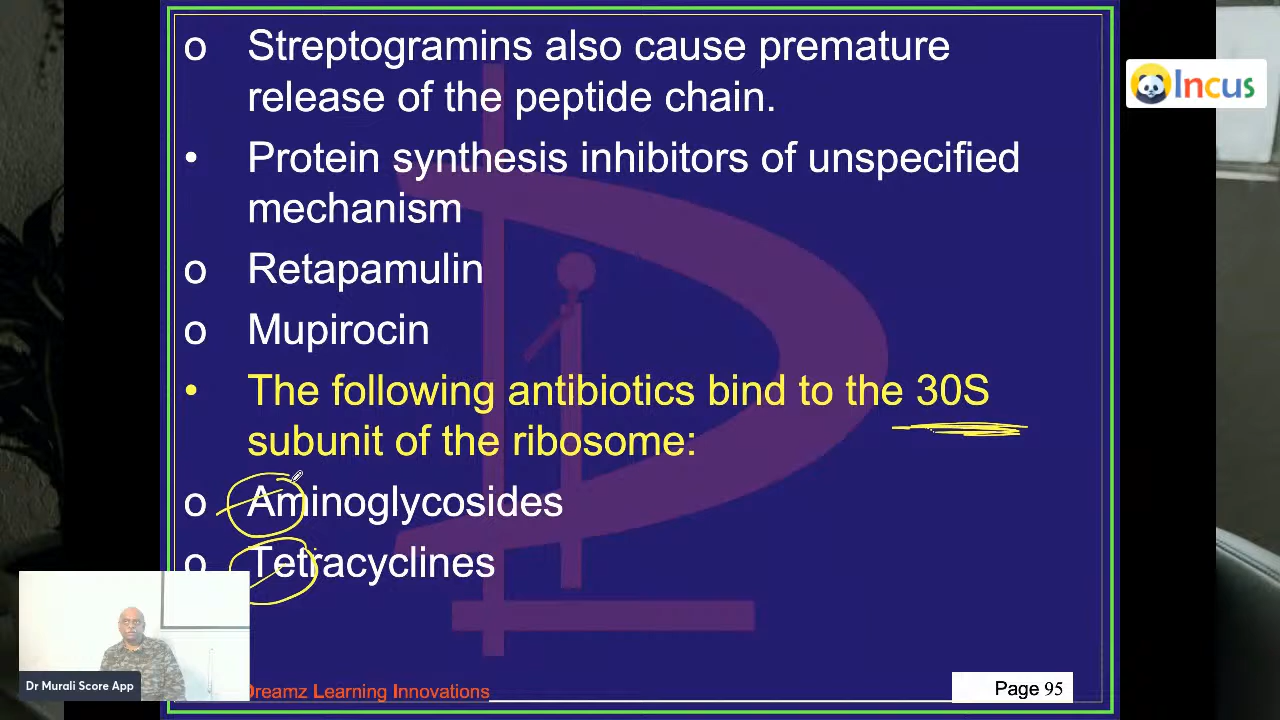 o Streptogramins also cause premature
release of the peptide chain.
• Protein synthesis inhibitors of unspecified
mechanism
o Retapamulin
o Mupirocin
• The following antibiotics bind to the 30S
subunit of the ribosome:
o Aminoglycosides
o Tetracyclines
Incus
Dr Murali Score App
Dreamz Learning Innovations
Page 95